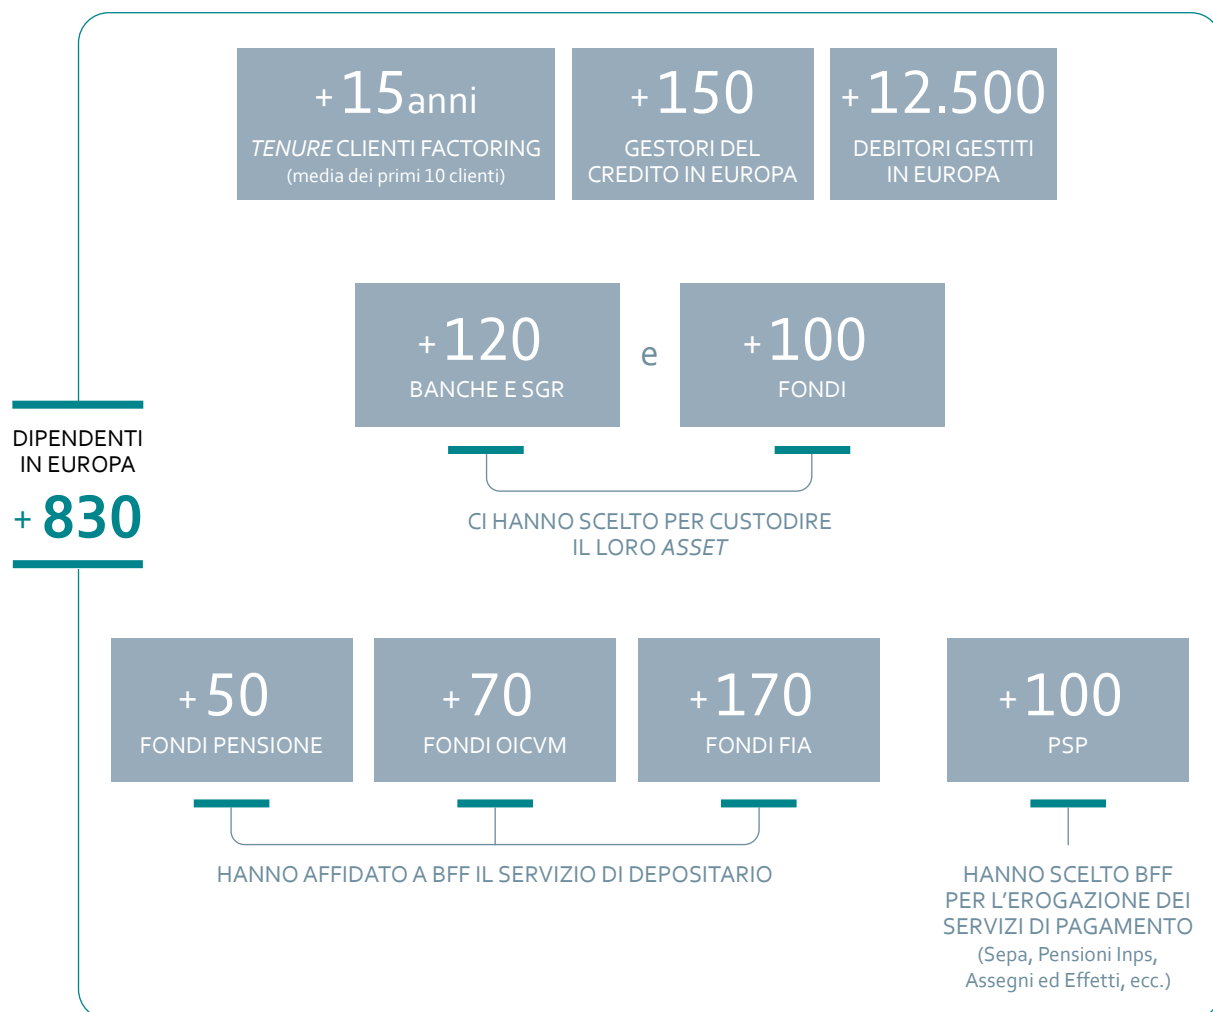 + 15 anni
TENURE CLIENTI FACTORING
(media dei primi 10 clienti)
+ 150
GESTORI DEL
CREDITO IN EUROPA
+ 12.500
DEBITORI GESTITI
IN EUROPA
+ 120
BANCHE E SGR
e
+ 100
FONDI
CI HANNO SCELTO PER CUSTODIRE
IL LORO ASSET
DIPENDENTI
IN EUROPA
+ 830
+ 50
FONDI PENSIONE
+ 70
FONDI OICVM
+ 170
FONDI FIA
HANNO AFFIDATO A BFF IL SERVIZIO DI DEPOSITARIO
+ 100
PSP
HANNO SCELTO BFF
PER L'EROGAZIONE DEI
SERVIZI DI PAGAMENTO
(Sepa, Pensioni Inps,
Assegni ed Effetti, ecc.)